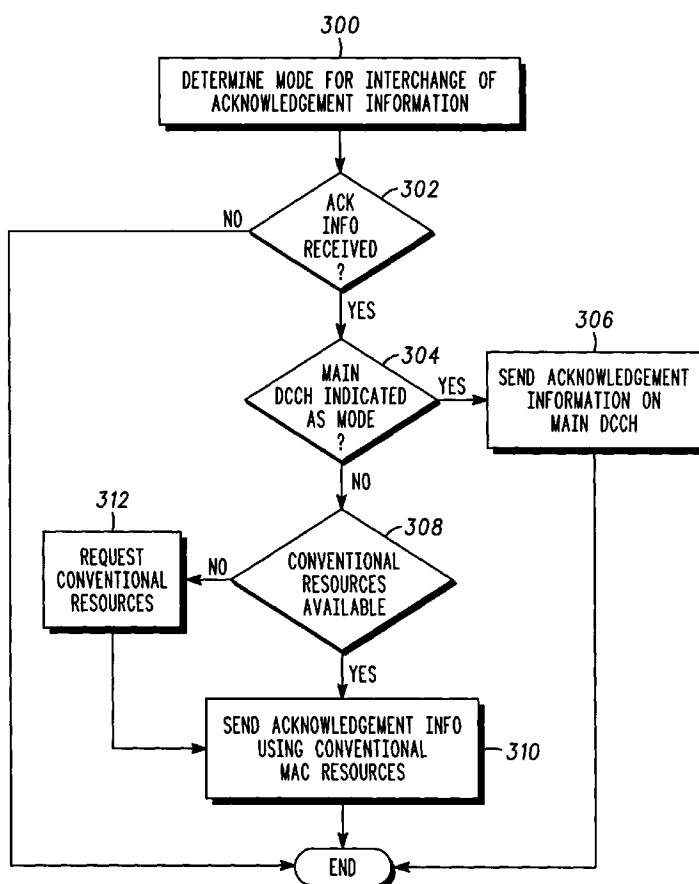 300
DETERMINE MODE FOR INTERCHANGE OF
ACKNOWLEDGEMENT INFORMATION
302
ACK
INFO
RECEIVED
?
NO
YES
304
MAIN
DCCH INDICATED
AS MODE
?
YES
306
SEND ACKNOWLEDGEMENT
INFORMATION ON
MAIN DCCH
NO
308
CONVENTIONAL
RESOURCES
AVAILABLE
NO
312
REQUEST
CONVENTIONAL
RESOURCES
YES
SEND ACKNOWLEDGEMENT INFO
USING CONVENTIONAL
MAC RESOURCES
310
END